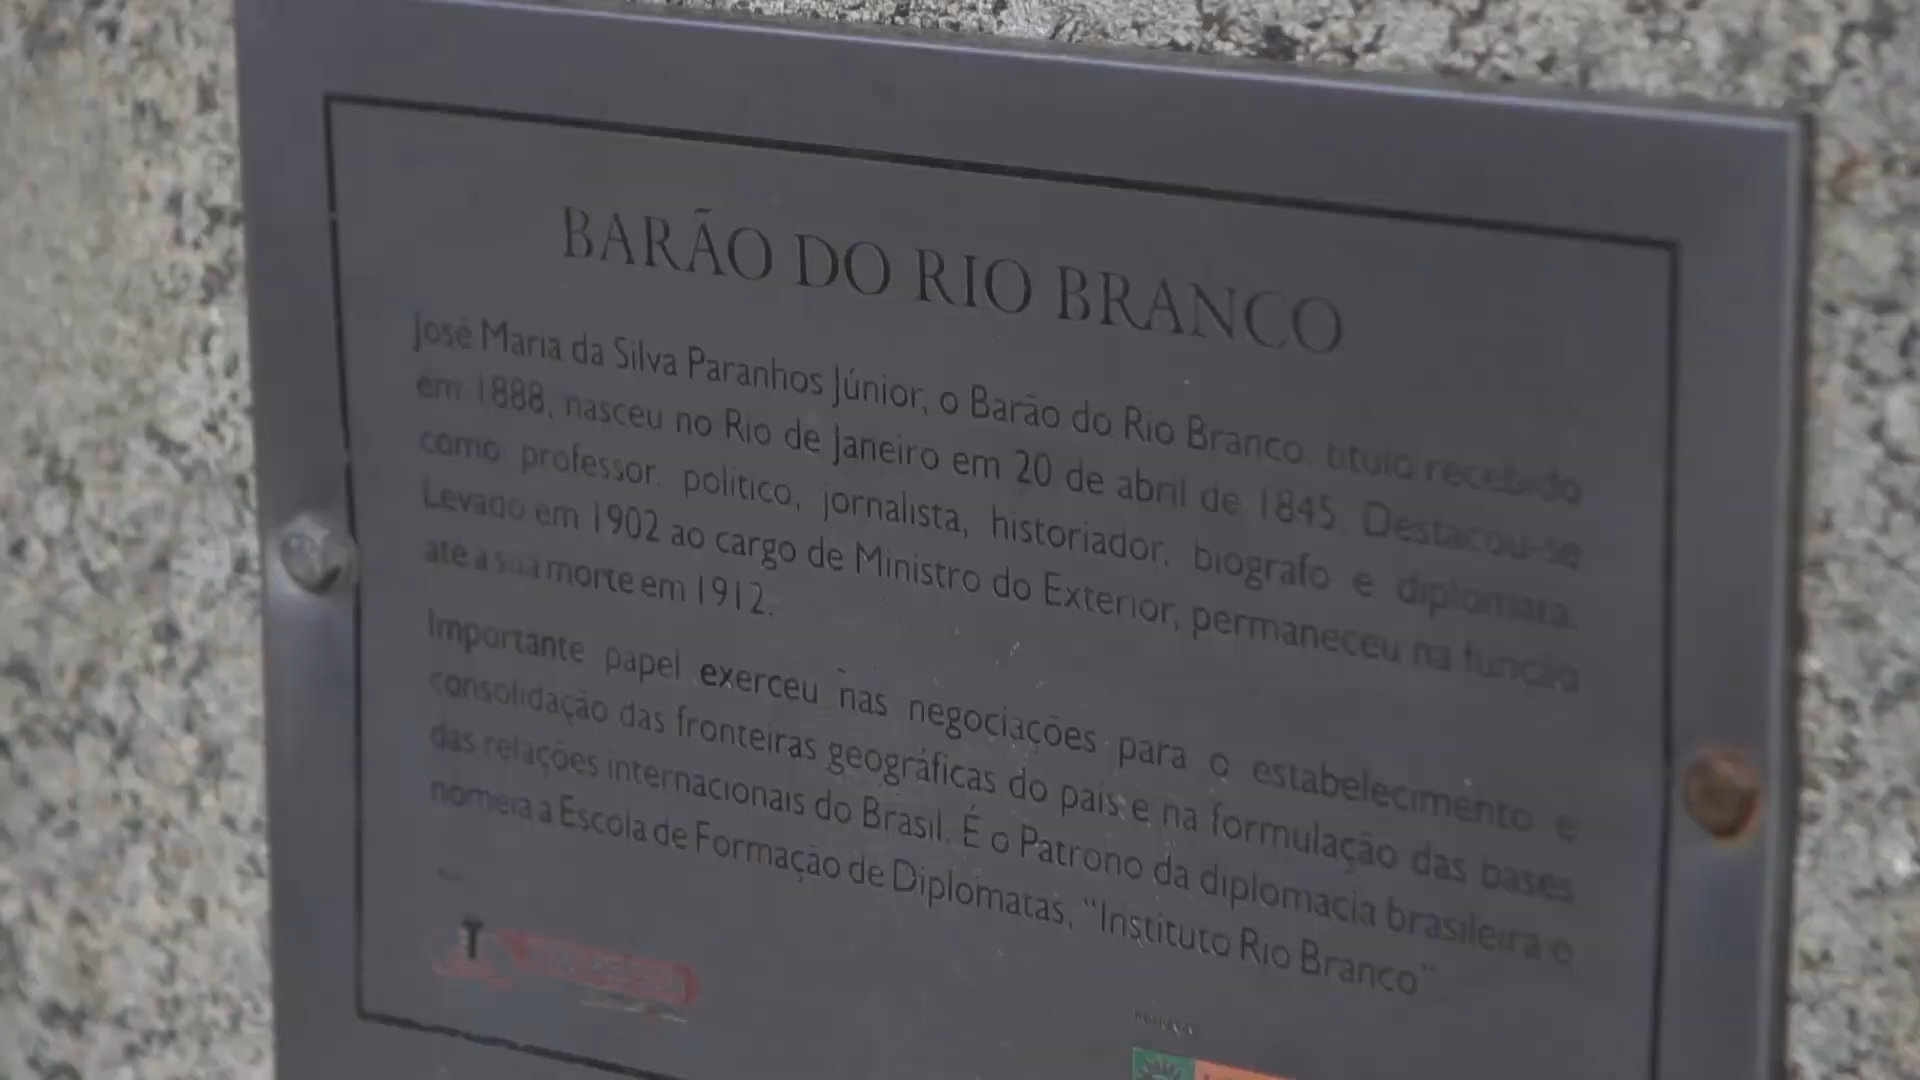 BARÃO DO RIO BRANCO
José Maria da Silva Paranhos Júnior, o Barão do Rio Branco, título recebido
em 1888, nasceu no Rio de Janeiro em 20 de abril de 1845. Destacou-se
como professor, político, jornalista, historiador, biografo e diplomata.
Levado em 1902 ao cargo de Ministro do Exterior, permaneceu na função
até a sua morte em 1912.
Importante papel exerceu nas negociações para o estabelecimento e
consolidação das fronteiras geográficas do país e na formulação das bases
das relações internacionais do Brasil. É o Patrono da diplomacia brasileira e
nomeia a Escola de Formação de Diplomatas, “Instituto Rio Branco”